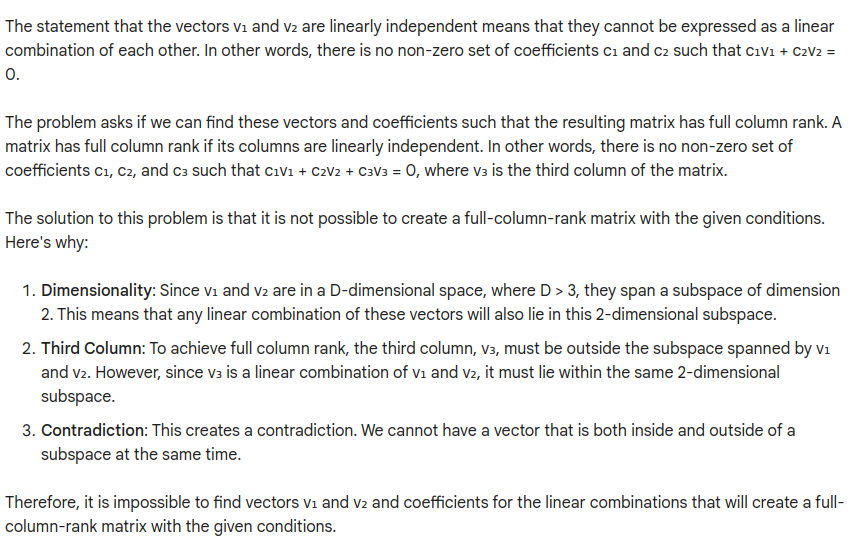 The statement that the vectors v₁ and v₂ are linearly independent means that they cannot be expressed as a linear
combination of each other. In other words, there is no non-zero set of coefficients c₁ and c₂ such that c₁v₁ + c₂v₂ =
0.
The problem asks if we can find these vectors and coefficients such that the resulting matrix has full column rank. A
matrix has full column rank if its columns are linearly independent. In other words, there is no non-zero set of
coefficients c₁, c₂, and c₃ such that c₁v₁ + c₂v₂ + c₃v₃ = 0, where v₃ is the third column of the matrix.
The solution to this problem is that it is not possible to create a full-column-rank matrix with the given conditions.
Here's why:
1. Dimensionality: Since v₁ and v₂ are in a D-dimensional space, where D > 3, they span a subspace of dimension
2. This means that any linear combination of these vectors will also lie in this 2-dimensional subspace.
2. Third Column: To achieve full column rank, the third column, v₃, must be outside the subspace spanned by v₁
and v₂. However, since v₃ is a linear combination of v₁ and v₂, it must lie within the same 2-dimensional
subspace.
3. Contradiction: This creates a contradiction. We cannot have a vector that is both inside and outside of a
subspace at the same time.
Therefore, it is impossible to find vectors v₁ and v₂ and coefficients for the linear combinations that will create a full-
column-rank matrix with the given conditions.